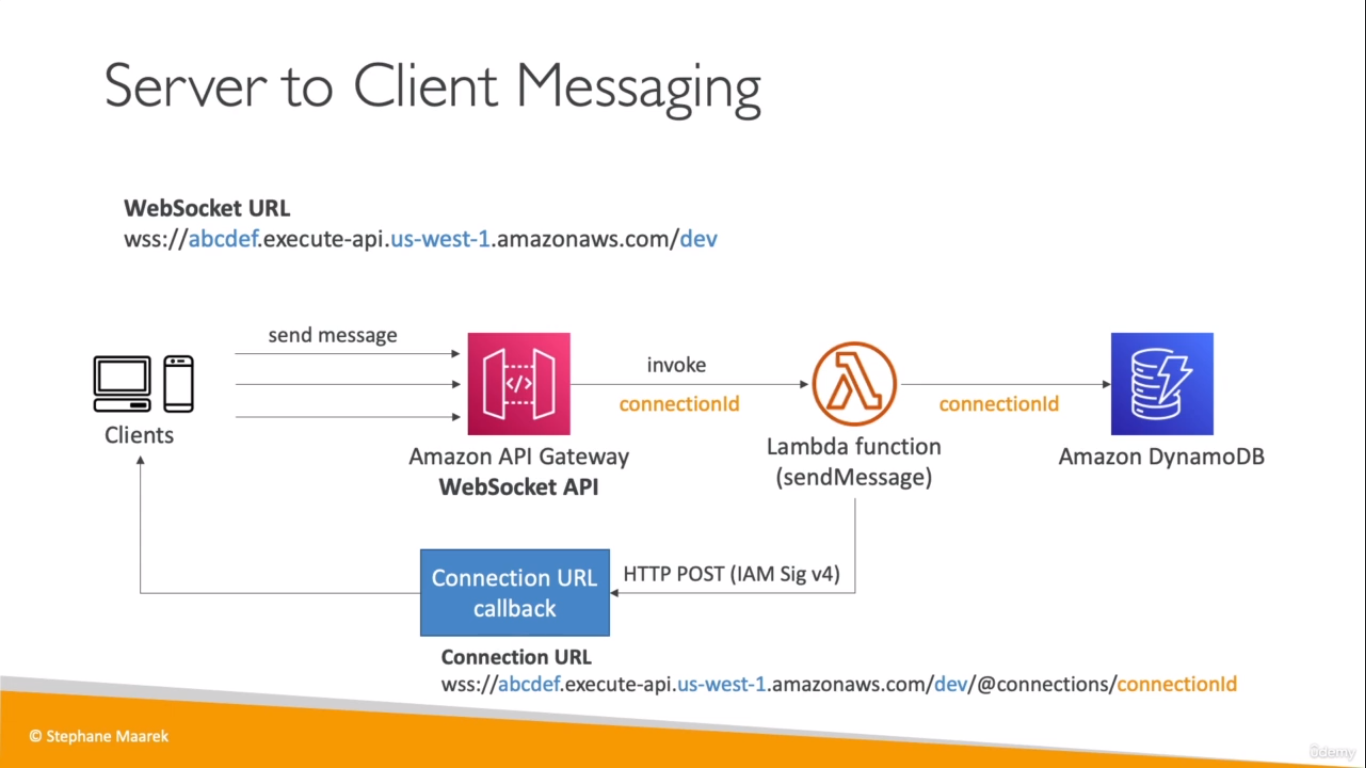 Server to Client Messaging
WebSocket URL
wss://abcdef.execute-api.us-west-1.amazonaws.com/dev
send message
invoke
connectionId
connectionId
Clients
Amazon API Gateway
WebSocket API
Lambda function
(sendMessage)
Amazon DynamoDB
Connection URL
callback
HTTP POST (IAM Sig v4)
Connection URL
wss://abcdef.execute-api.us-west-1.amazonaws.com/dev/@connections/connectionId
© Stephane Maarek
ûdemy